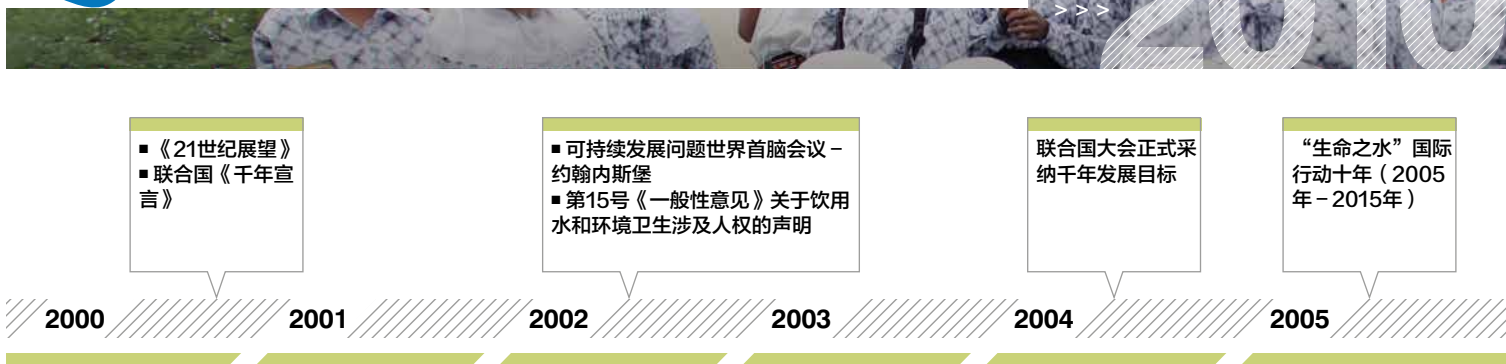 > > >
2010
■《21世纪展望》
■ 联合国《千年宣
言》
■ 可持续发展问题世界首脑会议－
约翰内斯堡
■ 第15号《一般性意见》关于饮用
水和环境卫生涉及人权的声明
联合国大会正式采
纳千年发展目标
“生命之水”国际
行动十年（2005
年－2015年）
2000 2001 2002 2003 2004 2005